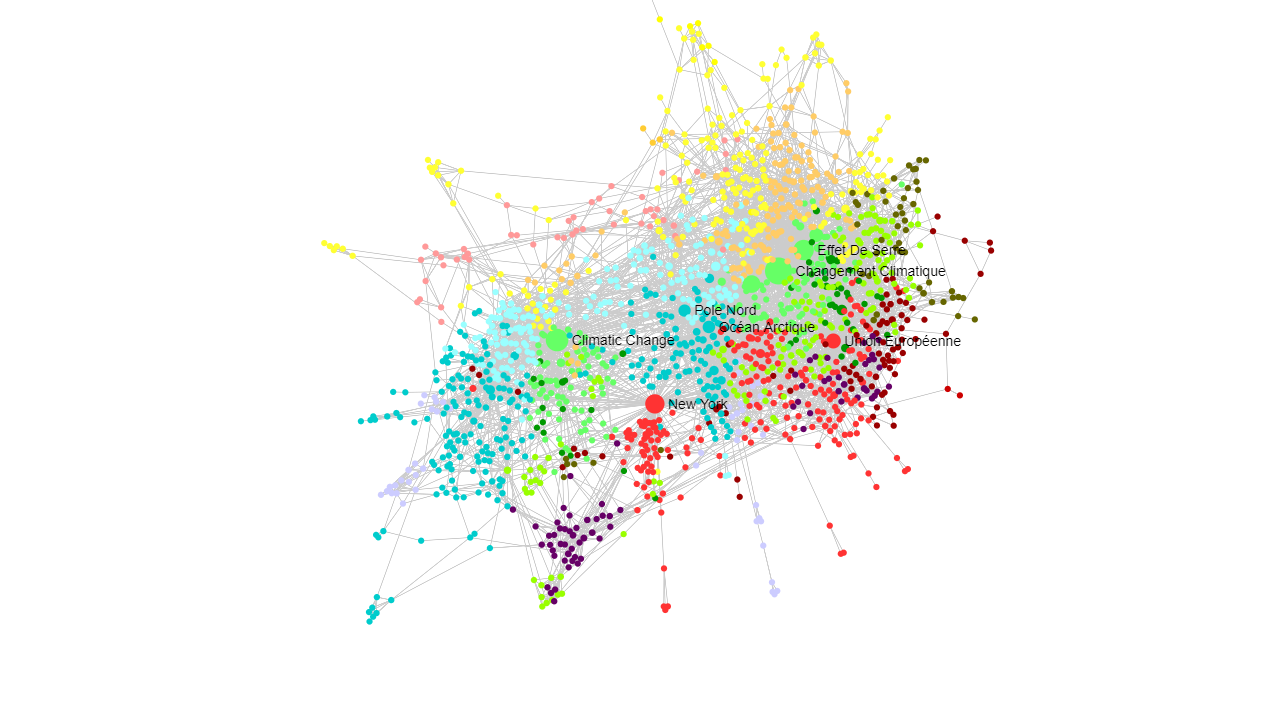 Effet De Serre
Changement Climatique
Pole Nord
Océan Arctique
Climatic Change
Union Européenne
New York